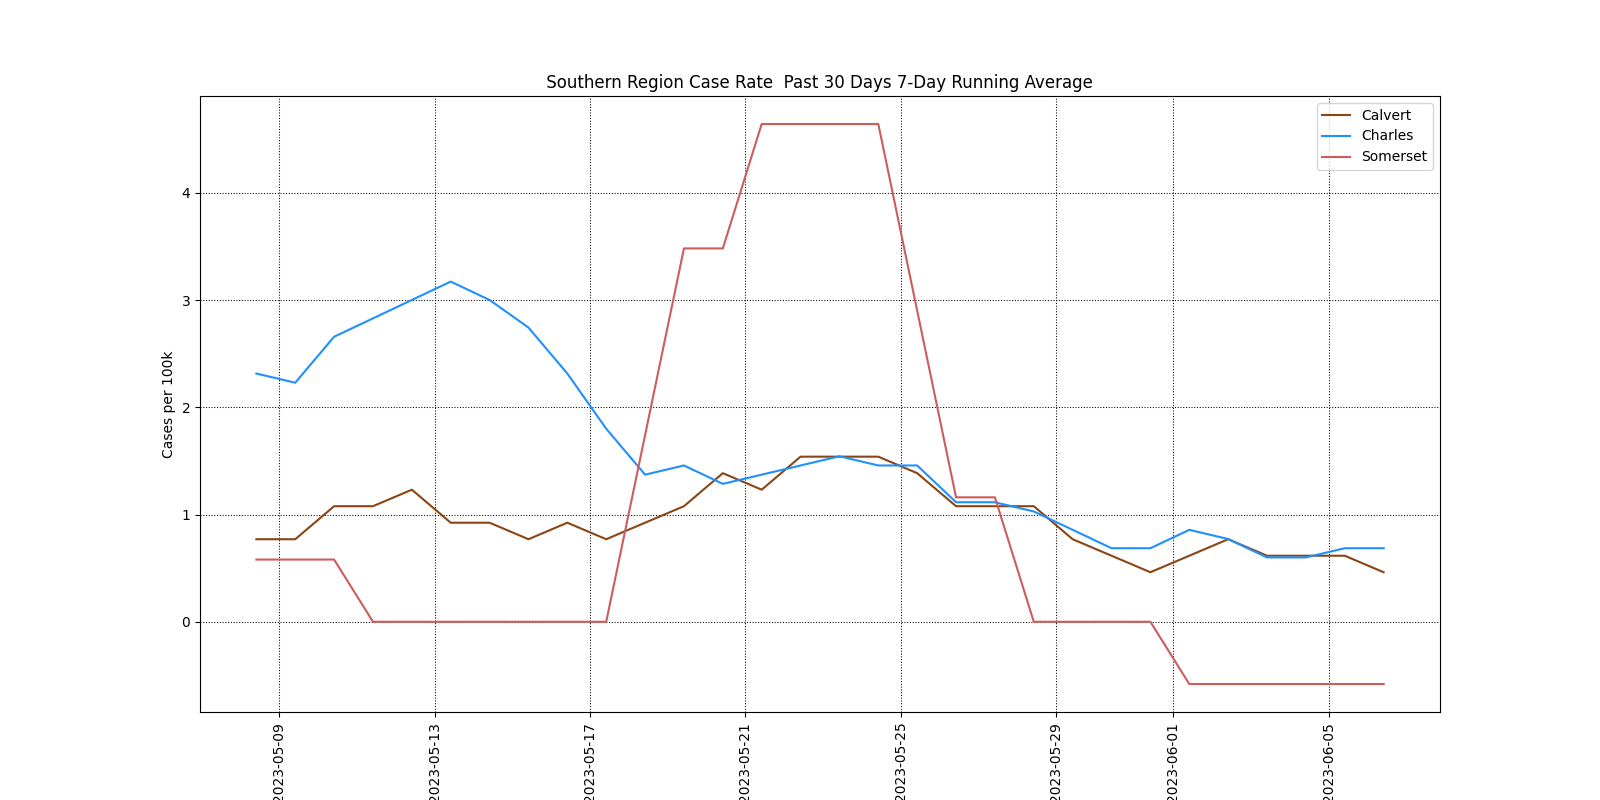 Southern Region Case Rate  Past 30 Days 7-Day Running Average
Calvert
Charles
Somerset
Cases per 100k
4
3
2
1
0
2023-05-09
2023-05-13
2023-05-17
2023-05-21
2023-05-25
2023-05-29
2023-06-01
2023-06-05